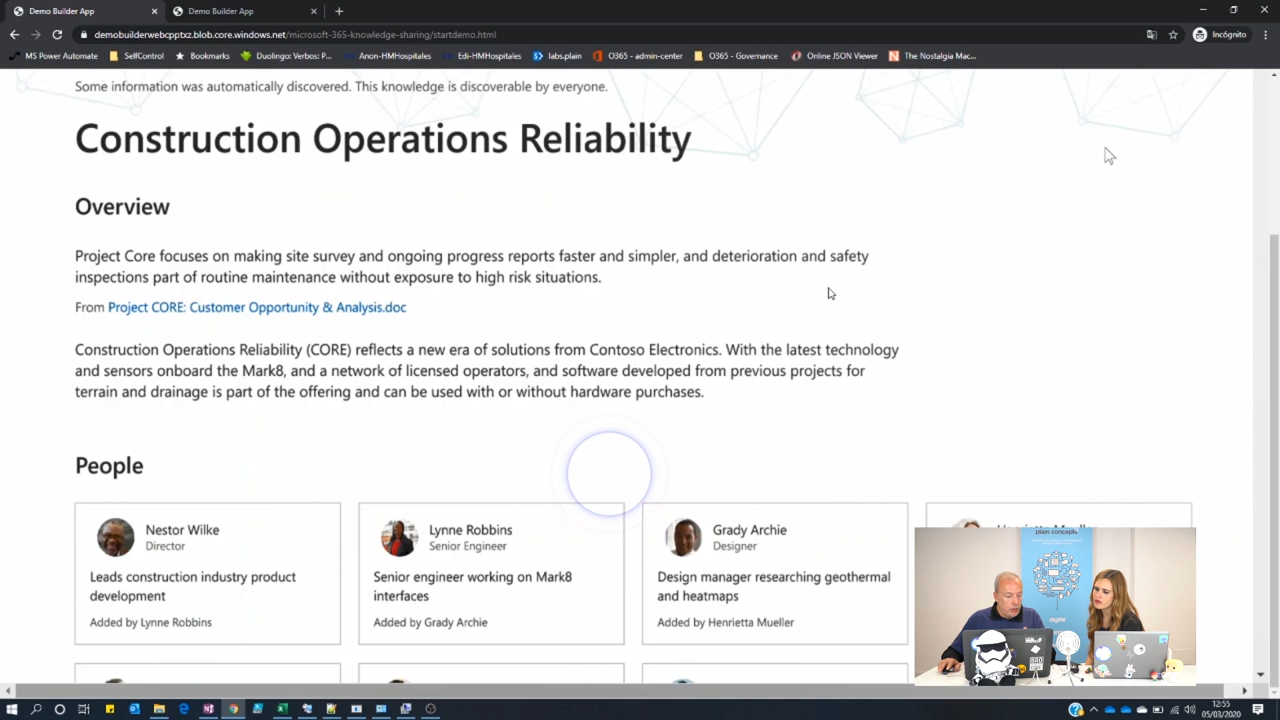 Demo Builder App
Demo Builder App
demobuilderwebcpptxz.blob.core.windows.net/microsoft-365-knowledge-sharing/startdemo.html
Incógnito
MS Power Automate
SelfControl
Bookmarks
Duolingo: Verbos: P...
Anon-HMHospitales
Edi-HMHospitales
labs.plain
O365 - admin-center
O365 - Governance
Online JSON Viewer
The Nostalgia Mac...
Some information was automatically discovered. This knowledge is discoverable by everyone.
Construction Operations Reliability
Overview
Project Core focuses on making site survey and ongoing progress reports faster and simpler, and deterioration and safety
inspections part of routine maintenance without exposure to high risk situations.
From Project CORE: Customer Opportunity & Analysis.doc
Construction Operations Reliability (CORE) reflects a new era of solutions from Contoso Electronics. With the latest technology
and sensors onboard the Mark8, and a network of licensed operators, and software developed from previous projects for
terrain and drainage is part of the offering and can be used with or without hardware purchases.
People
Nestor Wilke
Director
Leads construction industry product
development
Added by Lynne Robbins
Lynne Robbins
Senior Engineer
Senior engineer working on Mark8
interfaces
Added by Grady Archie
Grady Archie
Designer
Design manager researching geothermal
and heatmaps
Added by Henrietta Mueller
plain concepts
digital
12:55
05/03/2020